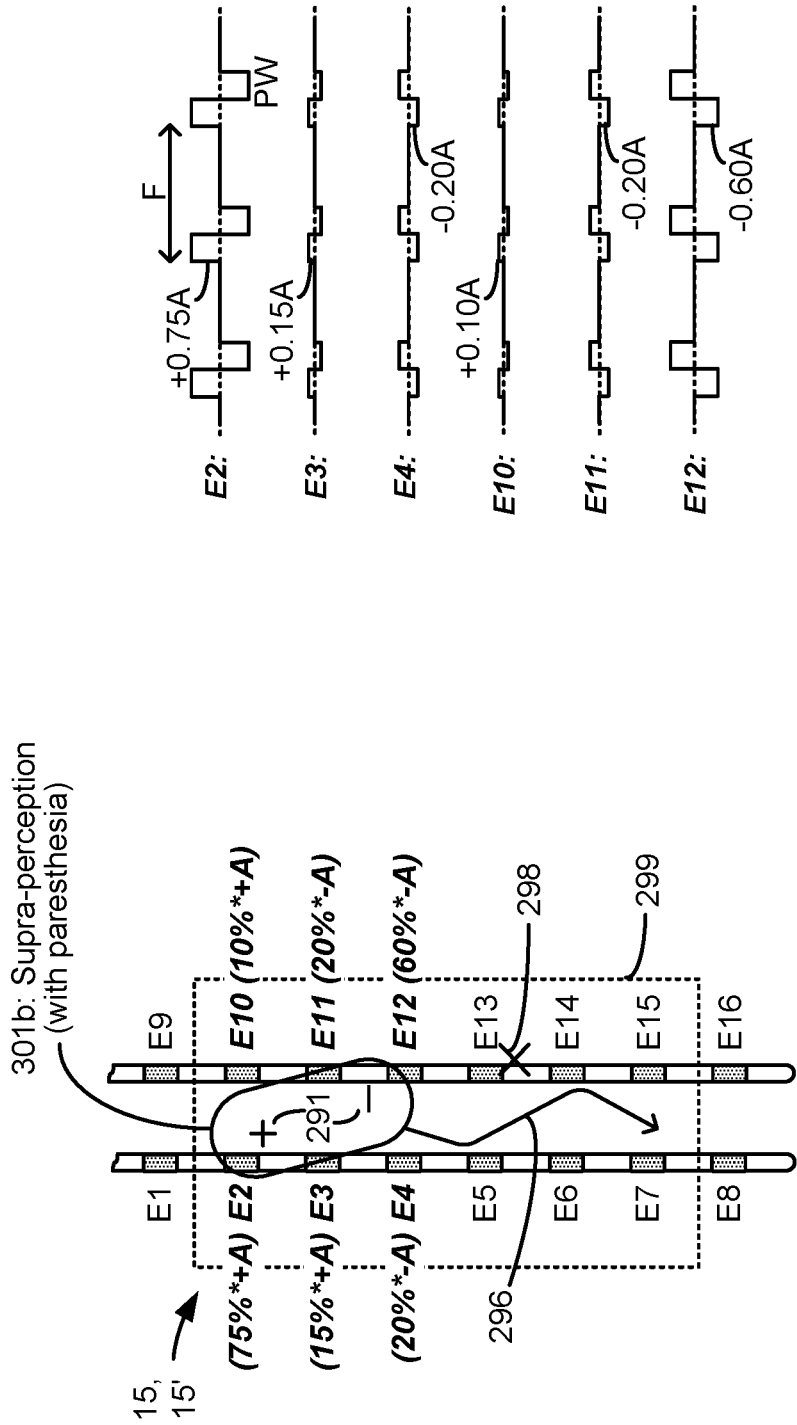 301b: Supra-perception
(with paresthesia)
15,
15'
E1
E9
(75%*+A) E2
E10 (10%*+A)
(15%*+A) E3
E11 (20%*-A)
(20%*-A) E4
E12 (60%*-A)
+
291
–
E5
E13
298
E6
E14
296
E7
E15
299
E8
E16
F
PW
E2:
+0.75A
E3:
+0.15A
E4:
-0.20A
E10:
+0.10A
E11:
-0.20A
E12:
-0.60A